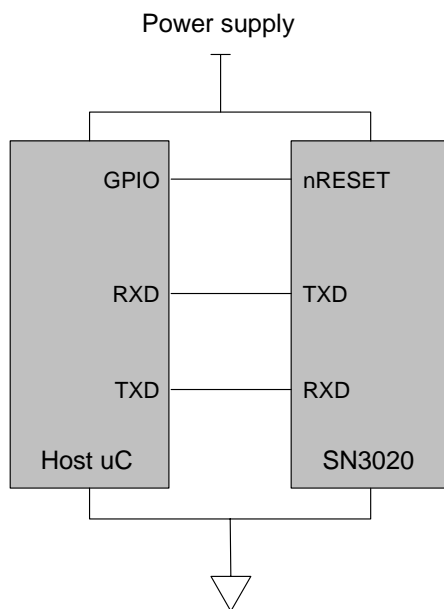 Power supply
GPIO
nRESET
RXD
TXD
TXD
RXD
Host uC
SN3020